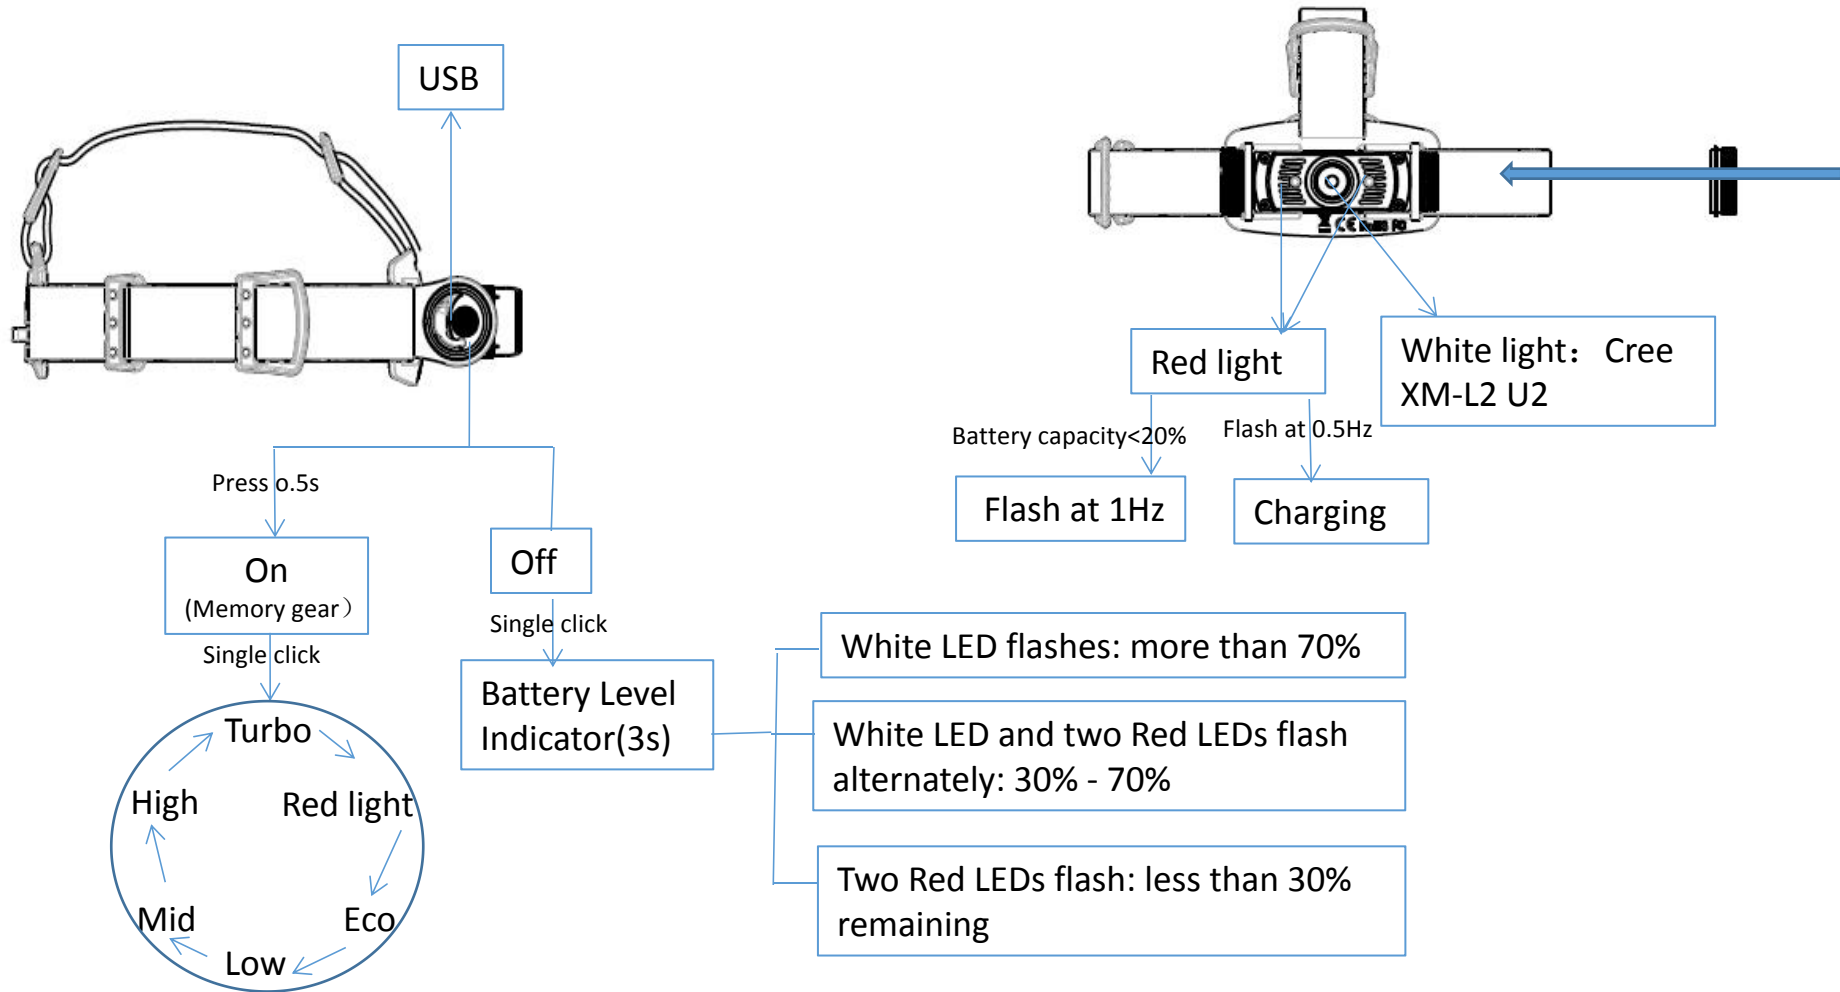 USB
Red light
White light： Cree
XM-L2 U2
Battery capacity<20%
Flash at 0.5Hz
Flash at 1Hz
Charging
Press o.5s
On
(Memory gear）
Off
Single click
Single click
Battery Level
Indicator(3s)
White LED flashes: more than 70%
White LED and two Red LEDs flash
alternately: 30% - 70%
Two Red LEDs flash: less than 30%
remaining
Turbo
Red light
Eco
Low
Mid
High